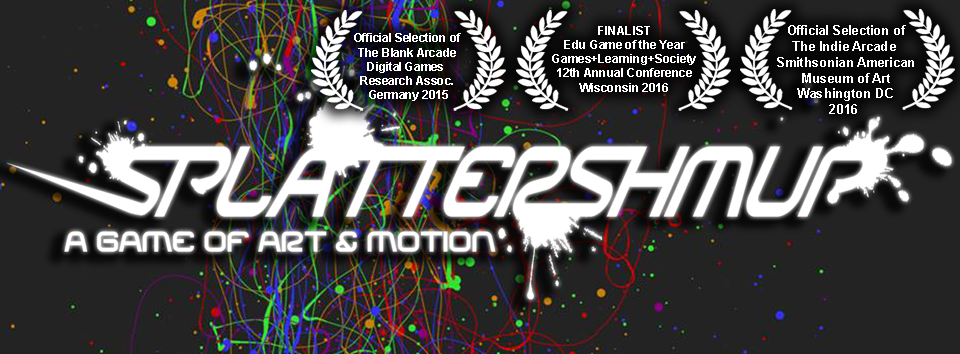 Official Selection of
The Blank Arcade
Digital Games
Research Assoc.
Germany 2015
FINALIST
Edu Game of the Year
Games+Learning+Society
12th Annual Conference
Wisconsin 2016
Official Selection of
The Indie Arcade
Smithsonian American
Museum of Art
Washington DC
2016
SPLATTERSHMUP
A GAME OF ART & MOTION